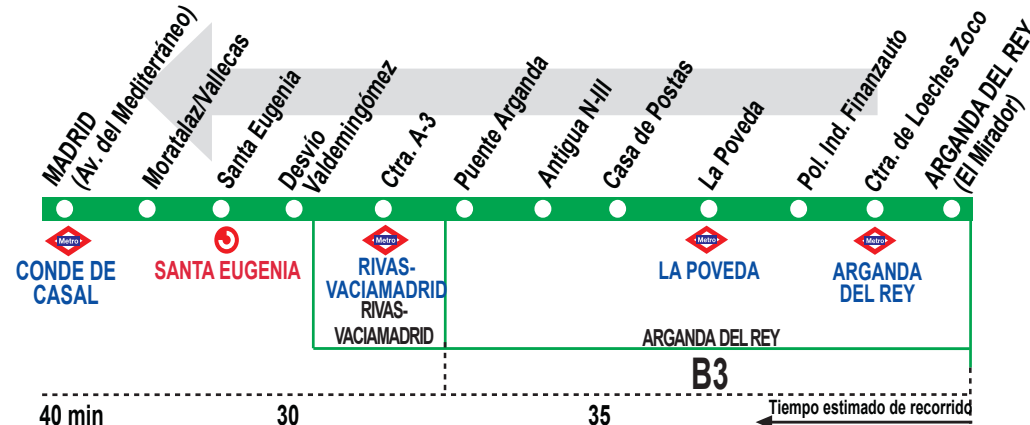 MADRID
(Av. del Mediterráneo)
Moratalaz/Vallecas
Santa Eugenia
Desvío
Valdemingómez
Ctra. A-3
Puente Arganda
Antigua N-III
Casa de Postas
La Poveda
Pol. Ind. Finanzauto
Ctra. de Loeches Zoco
ARGANDA DEL REY
(El Mirador)
Metro
CONDE DE
CASAL
SANTA EUGENIA
Metro
RIVAS-
VACIAMADRID
RIVAS-
VACIAMADRID
Metro
LA POVEDA
Metro
ARGANDA
DEL REY
ARGANDA DEL REY
B3
40 min
30
35
Tiempo estimado de recorrido